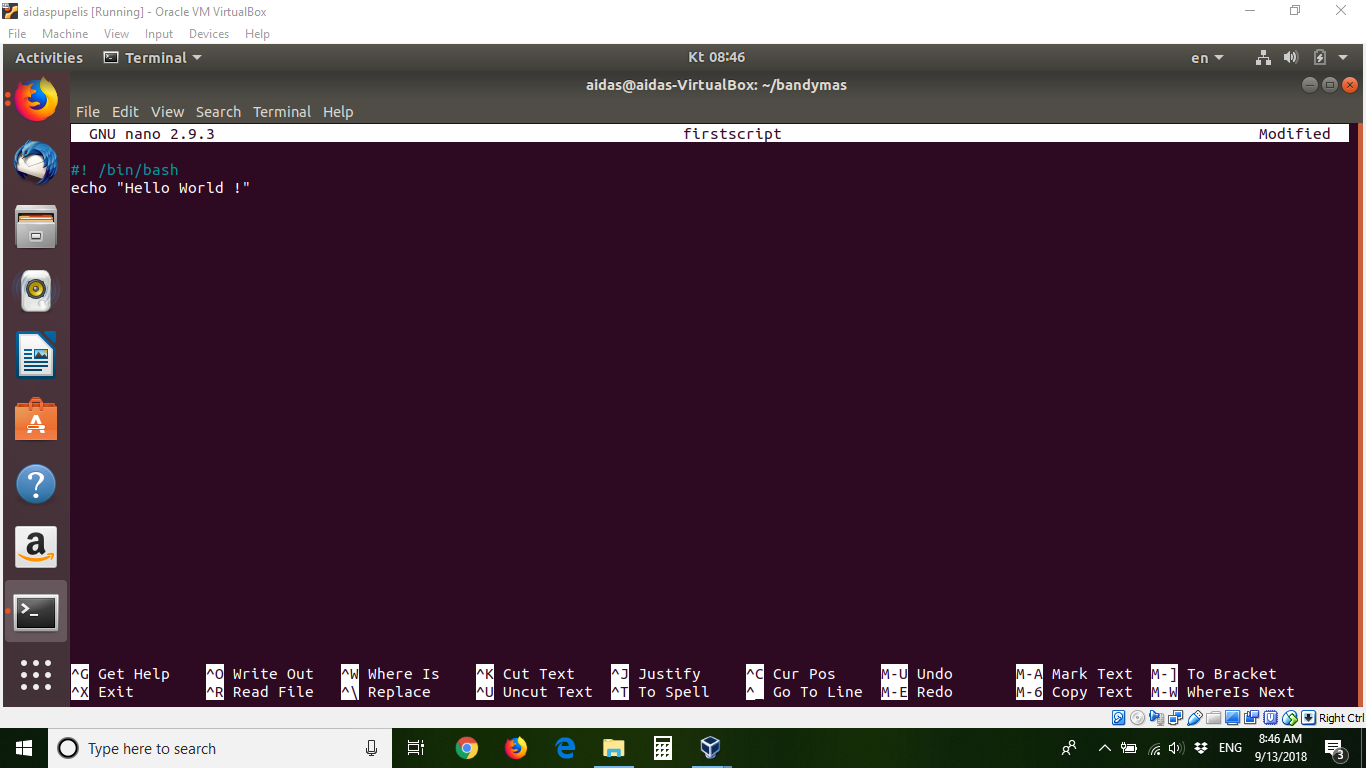 aidaspupelis [Running] - Oracle VM VirtualBox
File Machine View Input Devices Help
Activities Terminal Kt 08:46 en
aidas@aidas-VirtualBox: ~/bandymas
File Edit View Search Terminal Help
GNU nano 2.9.3 firstscript Modified
#! /bin/bash
echo "Hello World !"
^G Get Help ^O Write Out ^W Where Is ^K Cut Text ^J Justify ^C Cur Pos M-U Undo M-A Mark Text M-] To Bracket
^X Exit ^R Read File ^\ Replace ^U Uncut Text ^T To Spell ^_ Go To Line M-E Redo M-6 Copy Text M-W WhereIs Next
Right Ctrl
Type here to search ENG 8:46 AM
9/13/2018 3